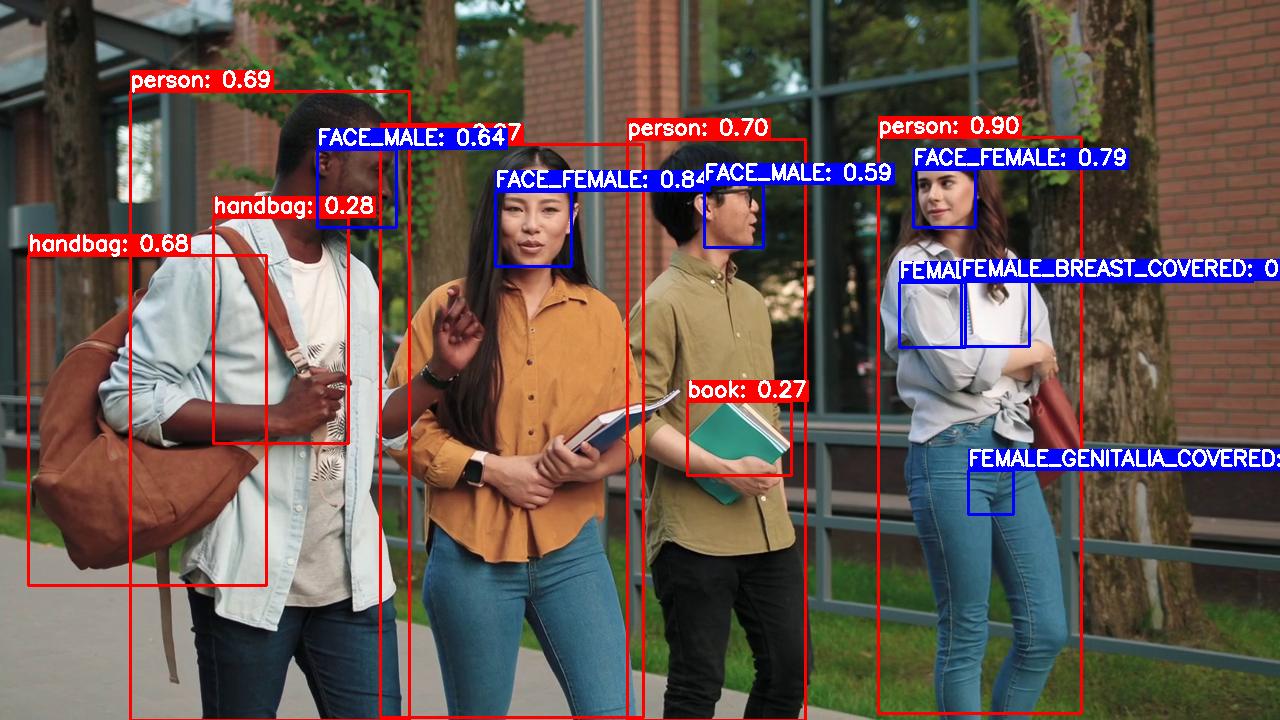 person: 0.69
FACE_MALE: 0.64
person: 0.70
person: 0.90
FACE_FEMALE: 0.84
FACE_MALE: 0.59
FACE_FEMALE: 0.79
handbag: 0.28
handbag: 0.68
FEMALE_BREAST_COVERED: 0
book: 0.27
FEMALE_GENITALIA_COVERED: